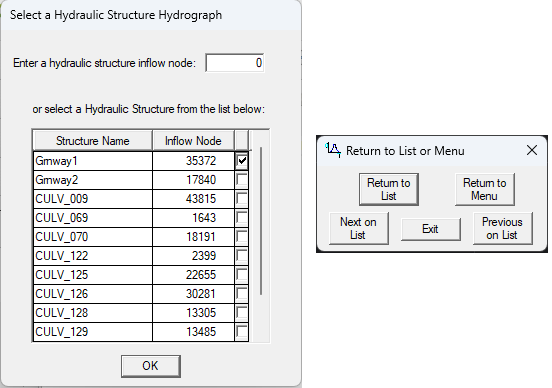 Select a Hydraulic Structure Hydrograph
Enter a hydraulic structure inflow node: 0
or select a Hydraulic Structure from the list below:
Structure Name Inflow Node
Grnway1 35372
Grnway2 17840
CULV_009 43815
CULV_069 1643
CULV_070 18191
CULV_122 2399
CULV_125 22655
CULV_126 30281
CULV_128 13305
CULV_129 13485
OK
Return to List or Menu
Return to
List
Return to
Menu
Next on
List
Exit
Previous
on List